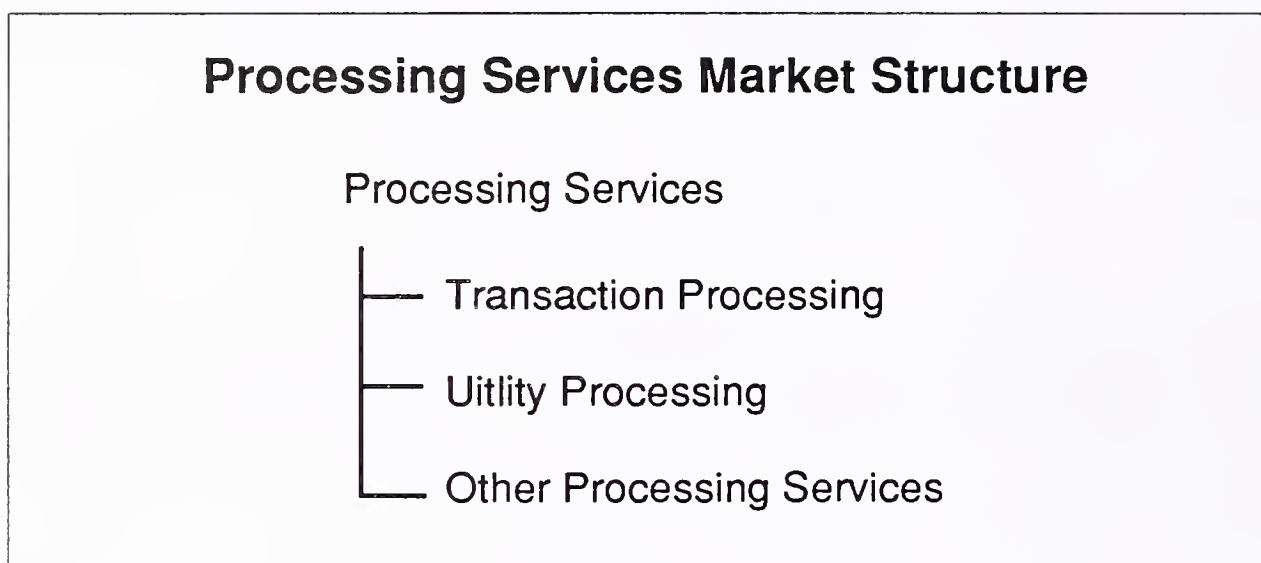 Processing Services Market Structure
Processing Services
Transaction Processing
Uitlity Processing
Other Processing Services